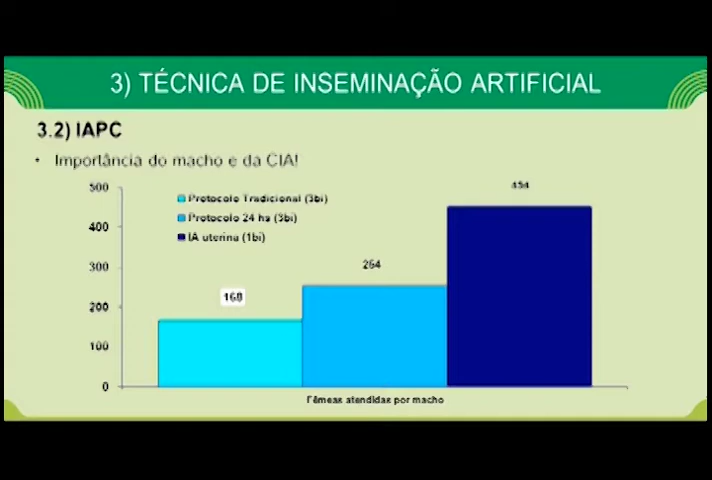 3) TÉCNICA DE INSEMINAÇÃO ARTIFICIAL
3.2) IAPC
• Importância do macho e da CIA!
500
400
300
200
100
0
Protocolo Tradicional (3bi)
Protocolo 24 hs (3bi)
IA uterina (1bi)
168
254
454
Fêmeas atendidas por macho